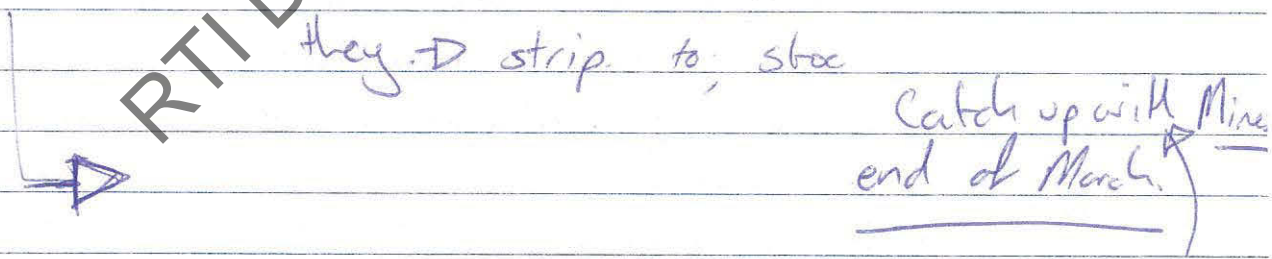 RTI D
they → strip to, stoc
Catch up with Mine
end of March.